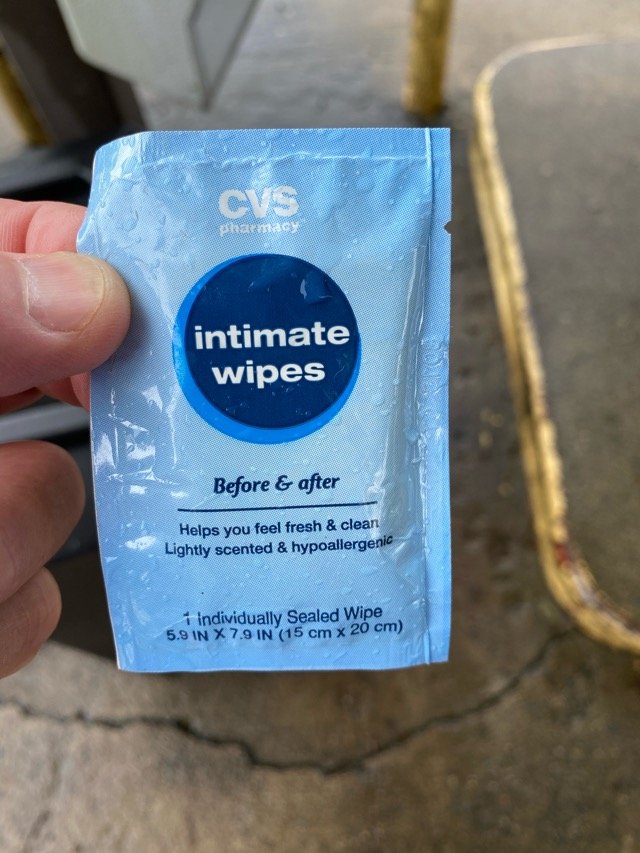 CVS
pharmacy
intimate
wipes
Before & after
Helps you feel fresh & clean
Lightly scented & hypoallergenic
1 Individually Sealed Wipe
5.9 IN X 7.9 IN (15 cm x 20 cm)